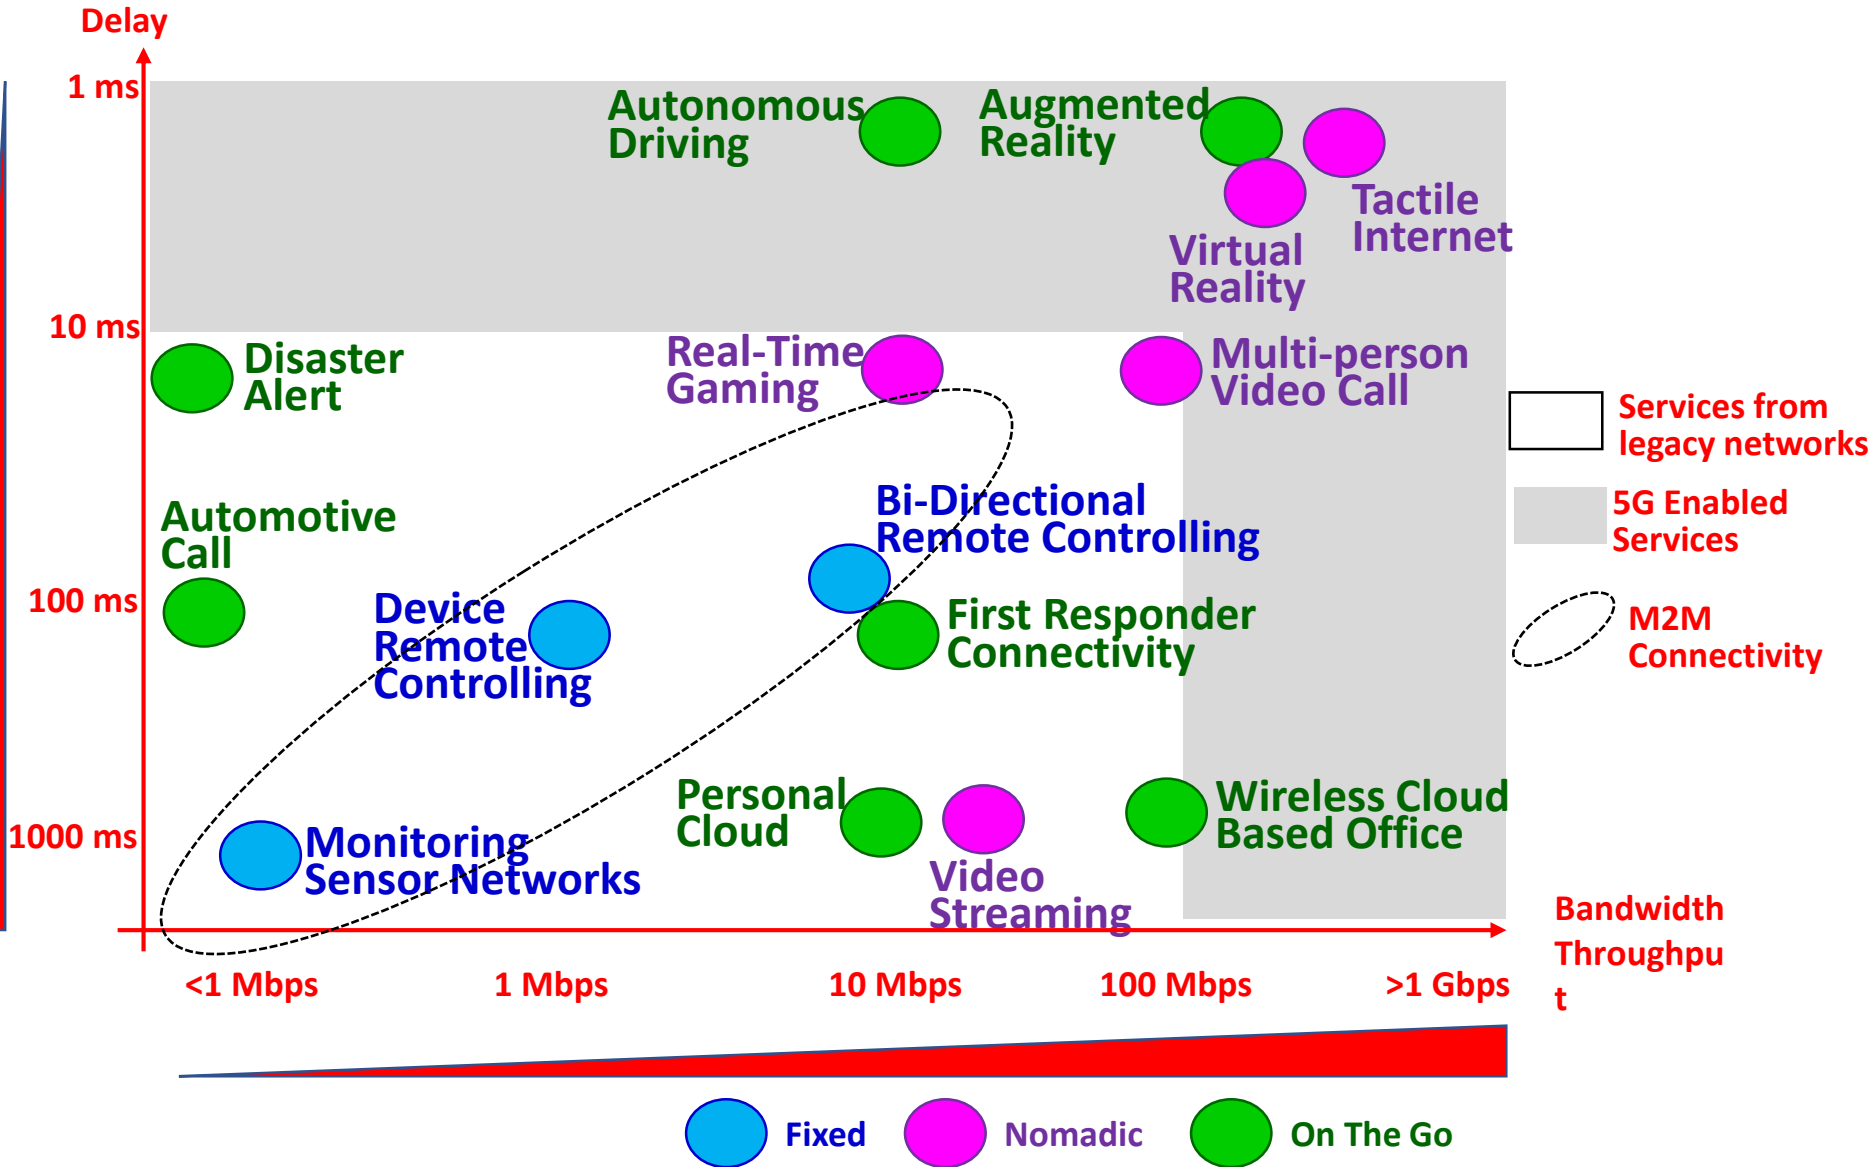 Delay
1 ms
Autonomous
Driving
Augmented
Reality
Tactile
Internet
Virtual
Reality
10 ms
Disaster
Alert
Real-Time
Gaming
Multi-person
Video Call
Services from
legacy networks
5G Enabled
Services
M2M
Connectivity
Automotive
Call
Bi-Directional
Remote Controlling
100 ms
Device
Remote
Controlling
First Responder
Connectivity
Personal
Cloud
Wireless Cloud
Based Office
1000 ms
Monitoring
Sensor Networks
Video
Streaming
Bandwidth
Throughpu
t
<1 Mbps
1 Mbps
10 Mbps
100 Mbps
>1 Gbps
Fixed
Nomadic
On The Go